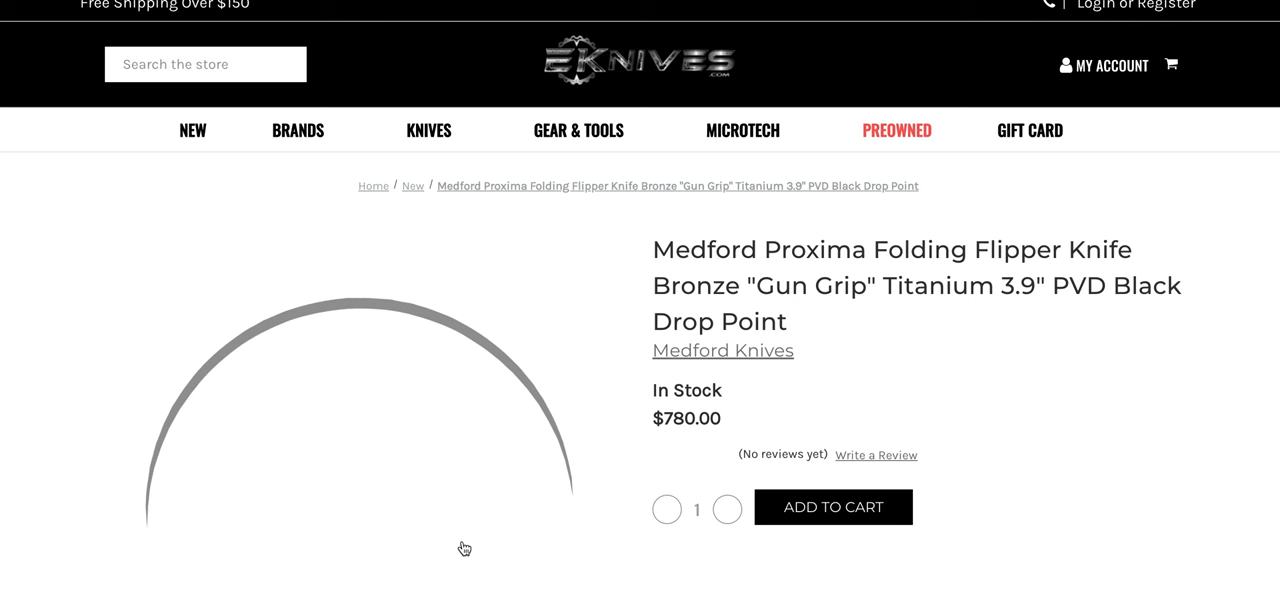 Free Shipping Over $150
| Login or Register
Search the store
EKNIVES
.COM
MY ACCOUNT
NEW
BRANDS
KNIVES
GEAR & TOOLS
MICROTECH
PREOWNED
GIFT CARD
Home / New / Medford Proxima Folding Flipper Knife Bronze "Gun Grip" Titanium 3.9" PVD Black Drop Point
Medford Proxima Folding Flipper Knife
Bronze "Gun Grip" Titanium 3.9" PVD Black
Drop Point
Medford Knives
In Stock
$780.00
(No reviews yet) Write a Review
1
ADD TO CART